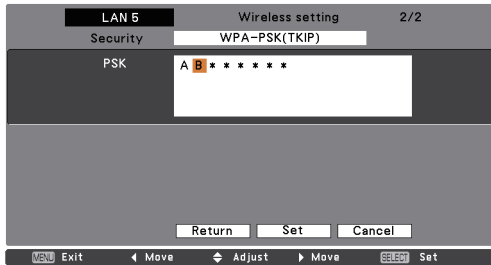 LAN 5 Wireless setting 2/2
Security WPA-PSK(TKIP)
PSK A B * * * * * *
Return Set Cancel
MENU Exit ◀ Move ◆ Adjust ▶ Move SELECT Set